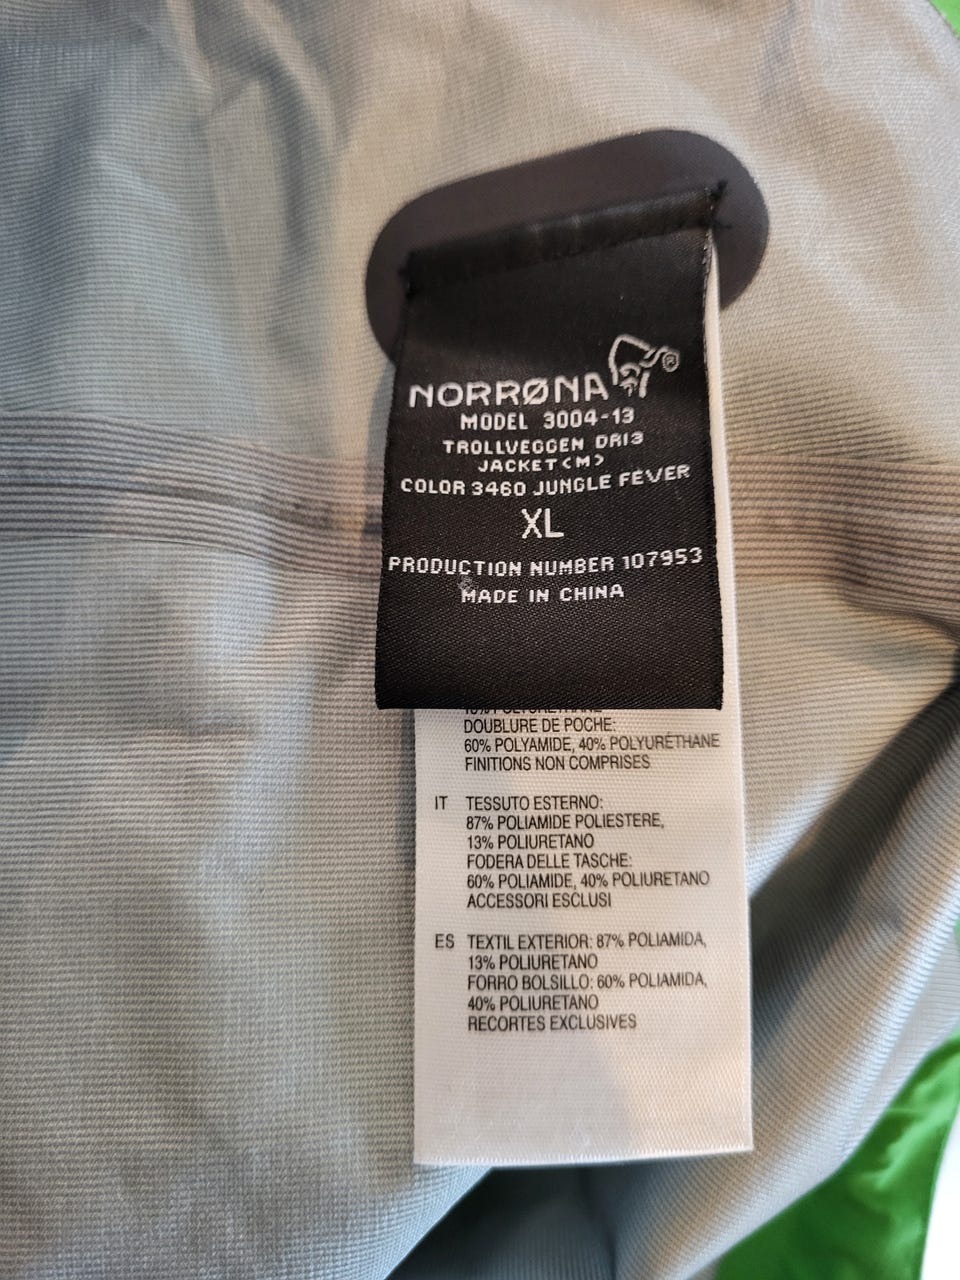 NORRØNA ®
MODEL 3004-13
TROLLVEGGEN DRI3
JACKET<M>
COLOR 3460 JUNGLE FEVER
XL
PRODUCTION NUMBER 107953
MADE IN CHINA
DOUBLURE DE POCHE:
60% POLYAMIDE, 40% POLYURÉTHANE
FINITIONS NON COMPRISES
IT TESSUTO ESTERNO:
87% POLIAMIDE POLIESTERE,
13% POLIURETANO
FODERA DELLE TASCHE:
60% POLIAMIDE, 40% POLIURETANO
ACCESSORI ESCLUSI
ES TEXTIL EXTERIOR: 87% POLIAMIDA,
13% POLIURETANO
FORRO BOLSILLO: 60% POLIAMIDA,
40% POLIURETANO
RECORTES EXCLUSIVES